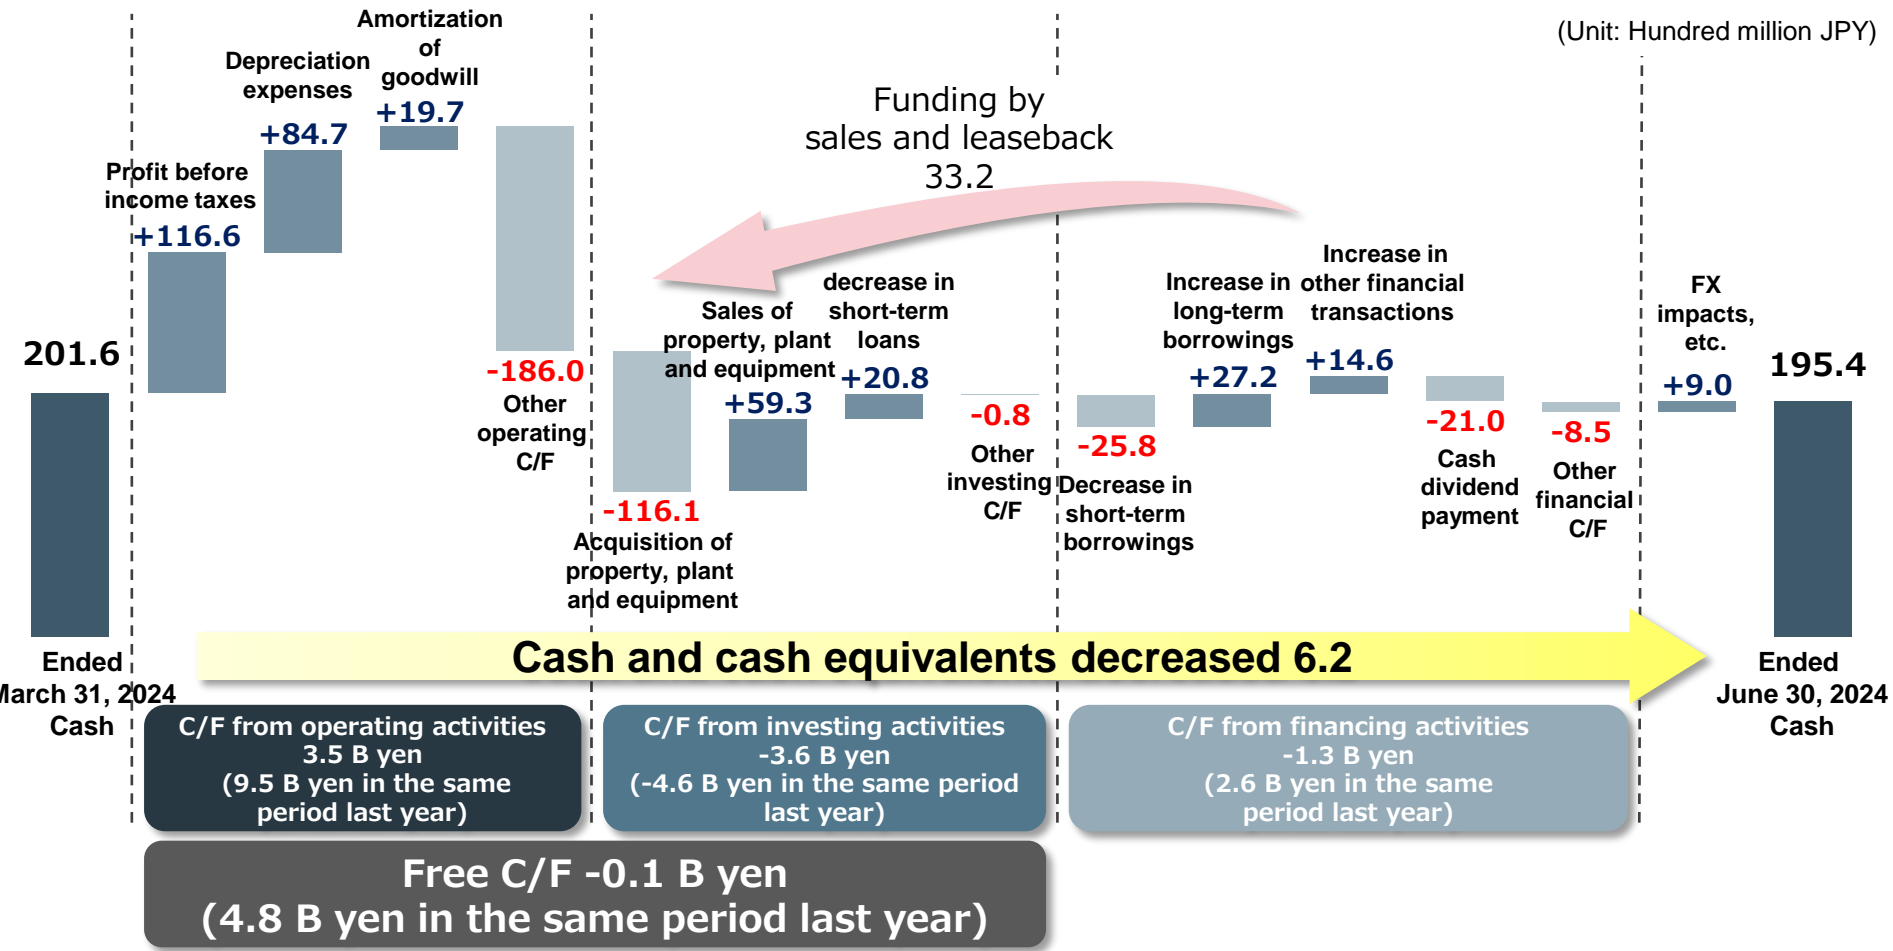 (Unit: Hundred million JPY)
201.6
Ended
March 31, 2024
Cash
Profit before
income taxes
+116.6
Depreciation
expenses
+84.7
Amortization
of
goodwill
+19.7
-186.0
Other
operating
C/F
-116.1
Acquisition of
property, plant
and equipment
Funding by
sales and leaseback
33.2
Sales of
property, plant
and equipment
+59.3
decrease in
short-term
loans
+20.8
-0.8
Other
investing
C/F
-25.8
Decrease in
short-term
borrowings
Increase in
long-term
borrowings
+27.2
Increase in
other financial
transactions
+14.6
-21.0
Cash
dividend
payment
-8.5
Other
financial
C/F
FX
impacts,
etc.
+9.0
195.4
Ended
June 30, 2024
Cash
Cash and cash equivalents decreased 6.2
C/F from operating activities
3.5 B yen
(9.5 B yen in the same
period last year)
C/F from investing activities
-3.6 B yen
(-4.6 B yen in the same period
last year)
C/F from financing activities
-1.3 B yen
(2.6 B yen in the same
period last year)
Free C/F -0.1 B yen
(4.8 B yen in the same period last year)